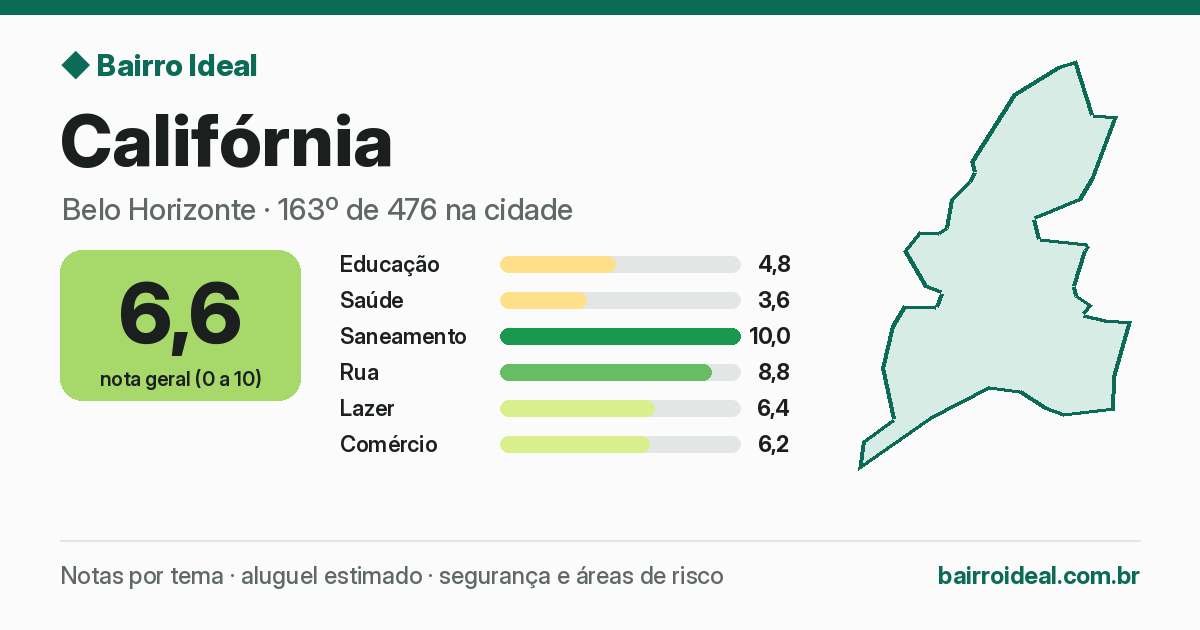 Bairro Ideal
Califórnia
Belo Horizonte · 163º de 476 na cidade
6,6
nota geral (0 a 10)
Educação 4,8
Saúde 3,6
Saneamento 10,0
Rua 8,8
Lazer 6,4
Comércio 6,2
Notas por tema · aluguel estimado · segurança e áreas de risco
bairroideal.com.br